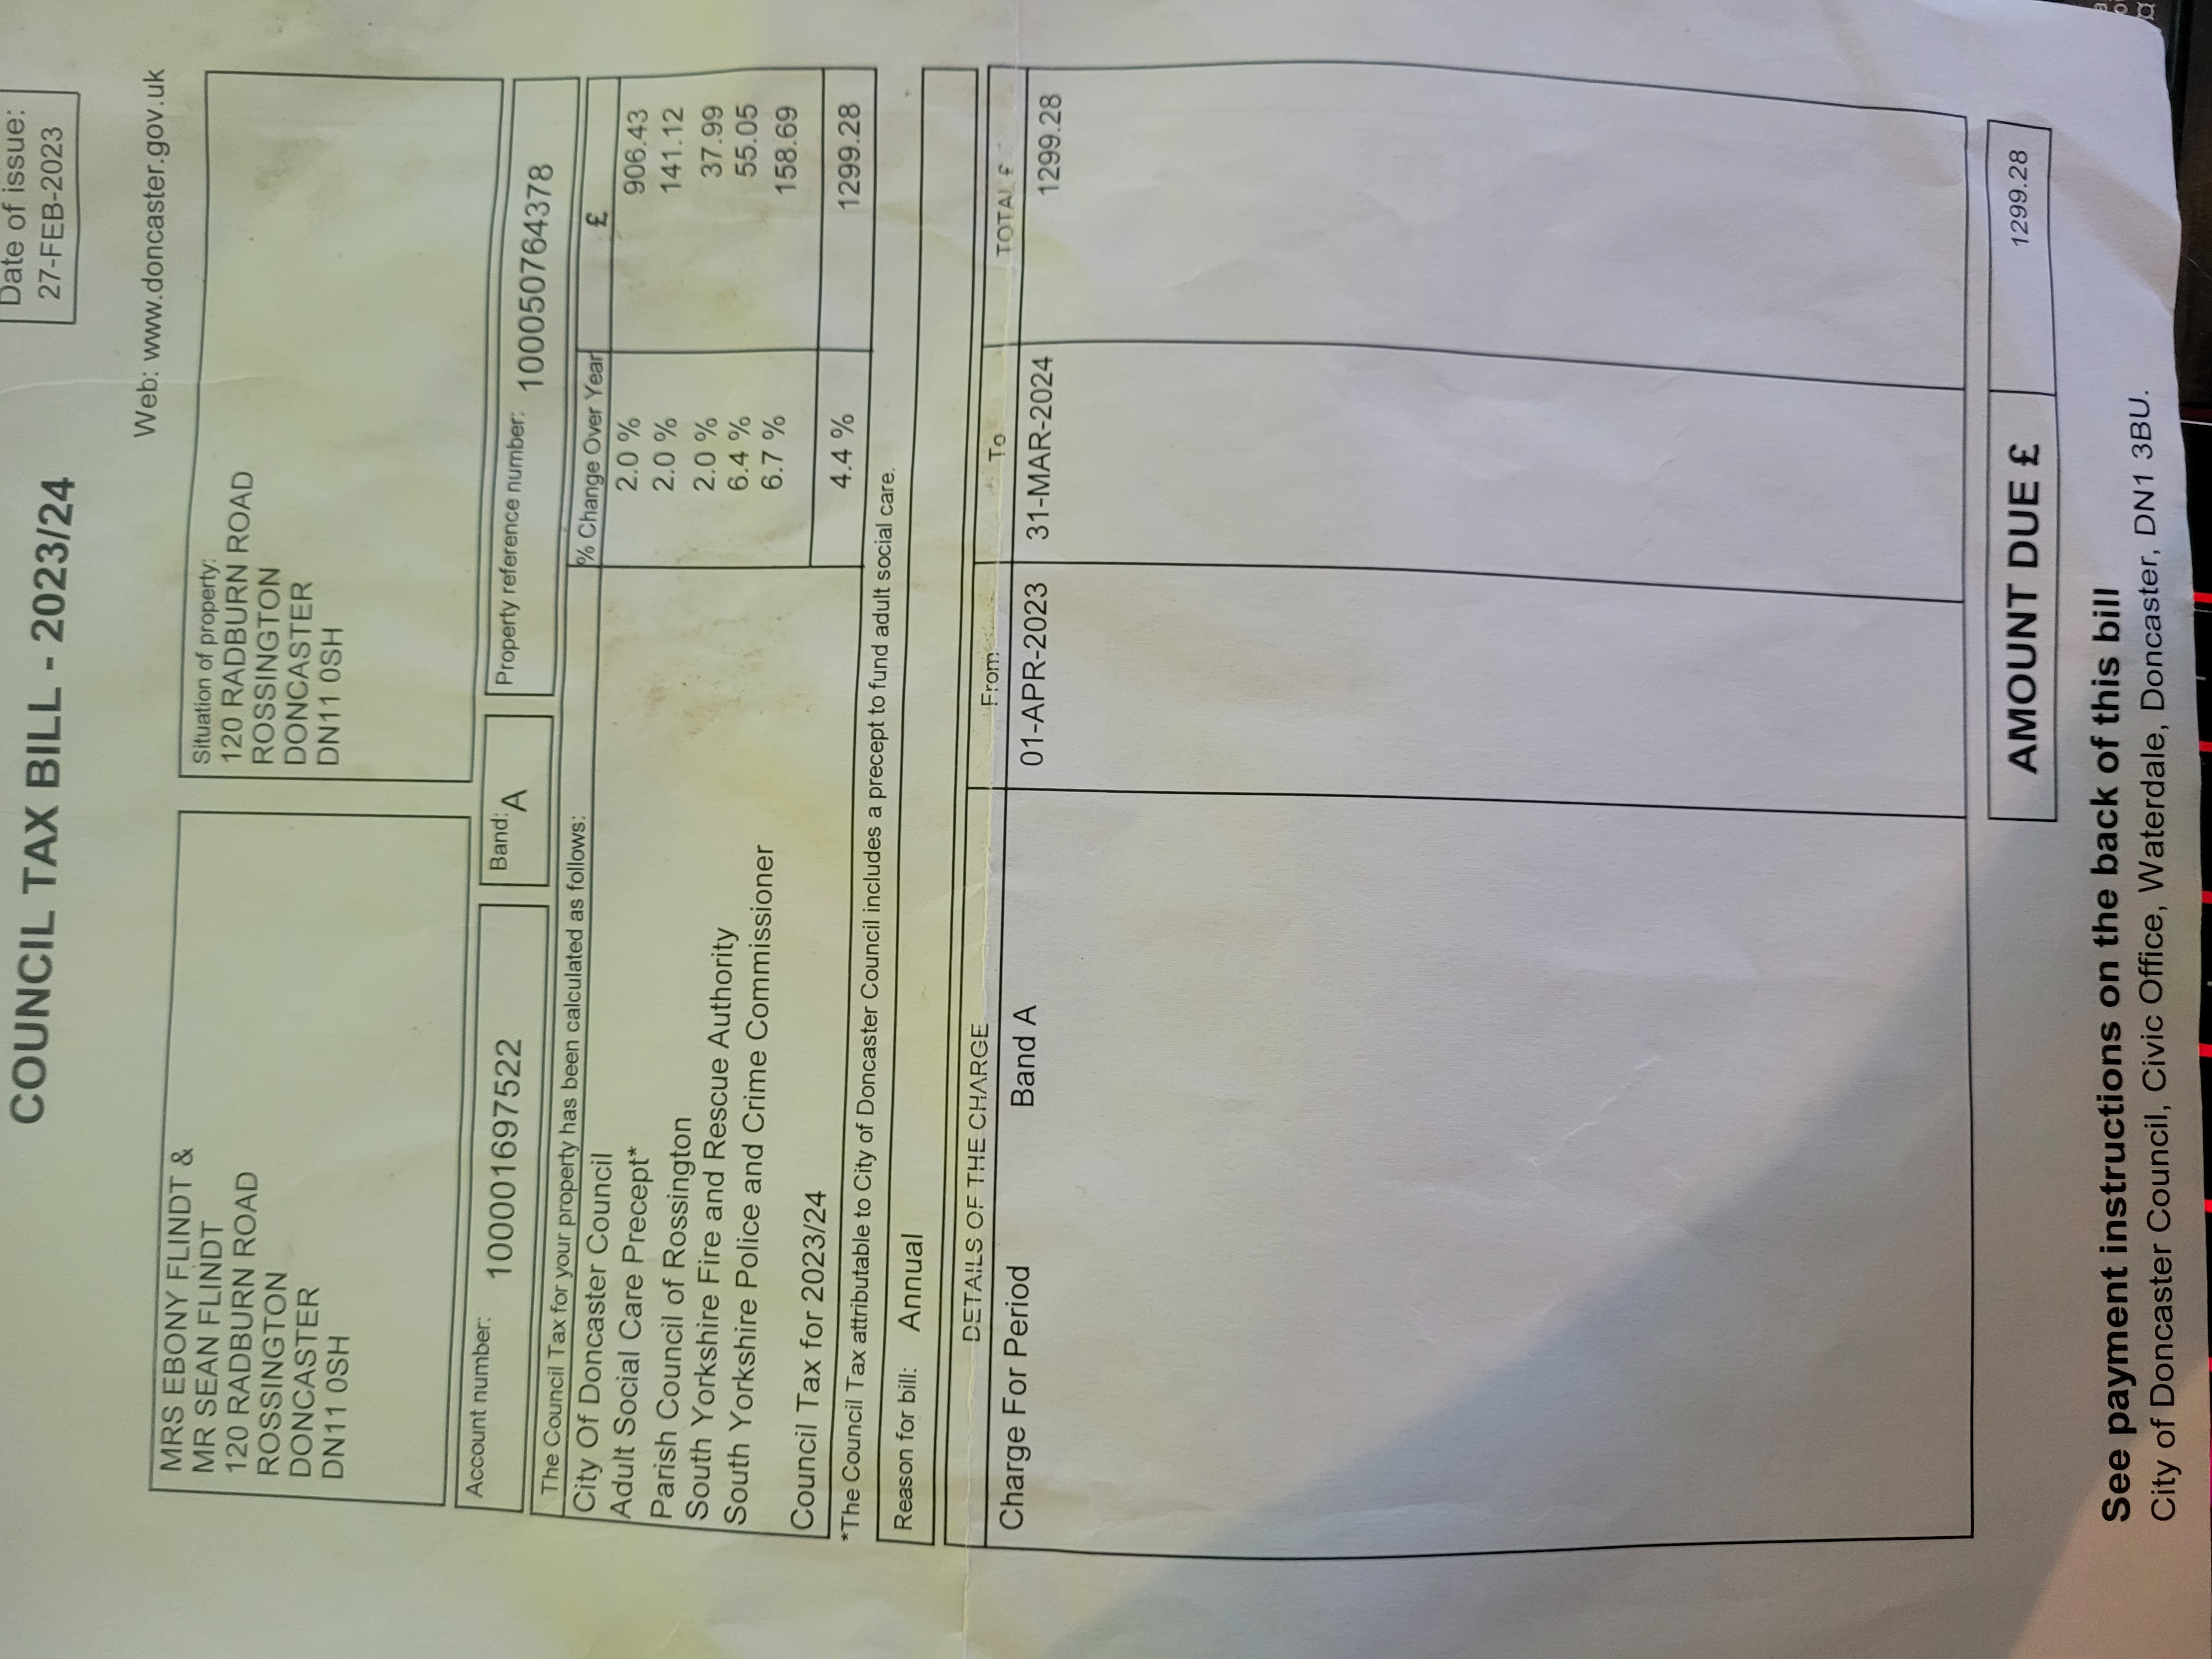 COUNCIL TAX BILL - 2023/24
Date of issue:
27-FEB-2023
Web: www.doncaster.gov.uk
MRS EBONY FLINDT &
MR SEAN FLINDT
120 RADBURN ROAD
ROSSINGTON
DONCASTER
DN11 0SH
Situation of property:
120 RADBURN ROAD
ROSSINGTON
DONCASTER
DN11 0SH
Account number: 100001697522
Band: A
Property reference number: 100050764378
The Council Tax for your property has been calculated as follows: % Change Over Year £
City Of Doncaster Council 2.0 % 906.43
Adult Social Care Precept* 2.0 % 141.12
Parish Council of Rossington 2.0 % 37.99
South Yorkshire Fire and Rescue Authority 6.4 % 55.05
South Yorkshire Police and Crime Commissioner 6.7 % 158.69
Council Tax for 2023/24 4.4 % 1299.28
*The Council Tax attributable to City of Doncaster Council includes a precept to fund adult social care.
Reason for bill: Annual
DETAILS OF THE CHARGE From To TOTAL £
Charge For Period Band A 01-APR-2023 31-MAR-2024 1299.28
AMOUNT DUE £ 1299.28
See payment instructions on the back of this bill
City of Doncaster Council, Civic Office, Waterdale, Doncaster, DN1 3BU.